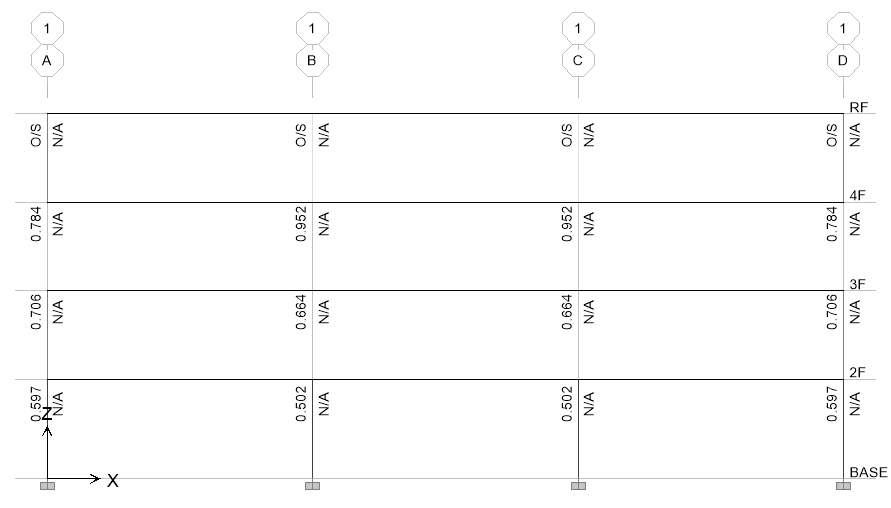 1 1 1 1
A B C D
RF
O/S N/A O/S N/A O/S N/A O/S N/A
4F
0.784 N/A 0.952 N/A 0.952 N/A 0.784 N/A
3F
0.706 N/A 0.664 N/A 0.664 N/A 0.706 N/A
2F
0.597 N/A 0.502 N/A 0.502 N/A 0.597 N/A
Z
BASE
X